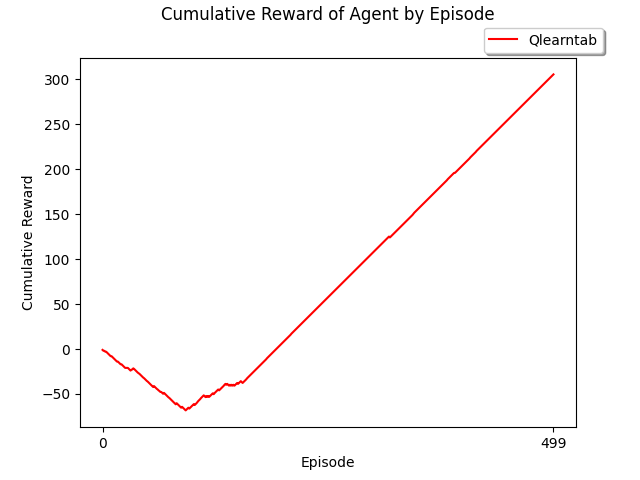 Cumulative Reward of Agent by Episode
Qlearntab
300
250
200
150
100
50
0
−50
Cumulative Reward
0
499
Episode